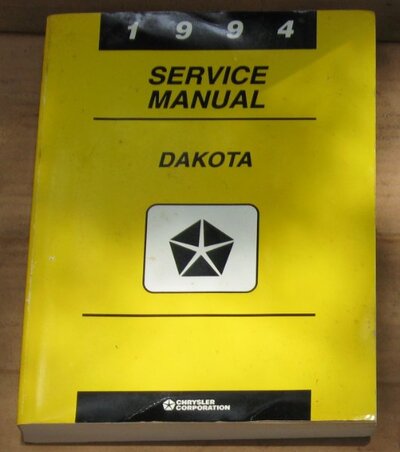 1994
SERVICE
MANUAL
DAKOTA
CHRYSLER
CORPORATION